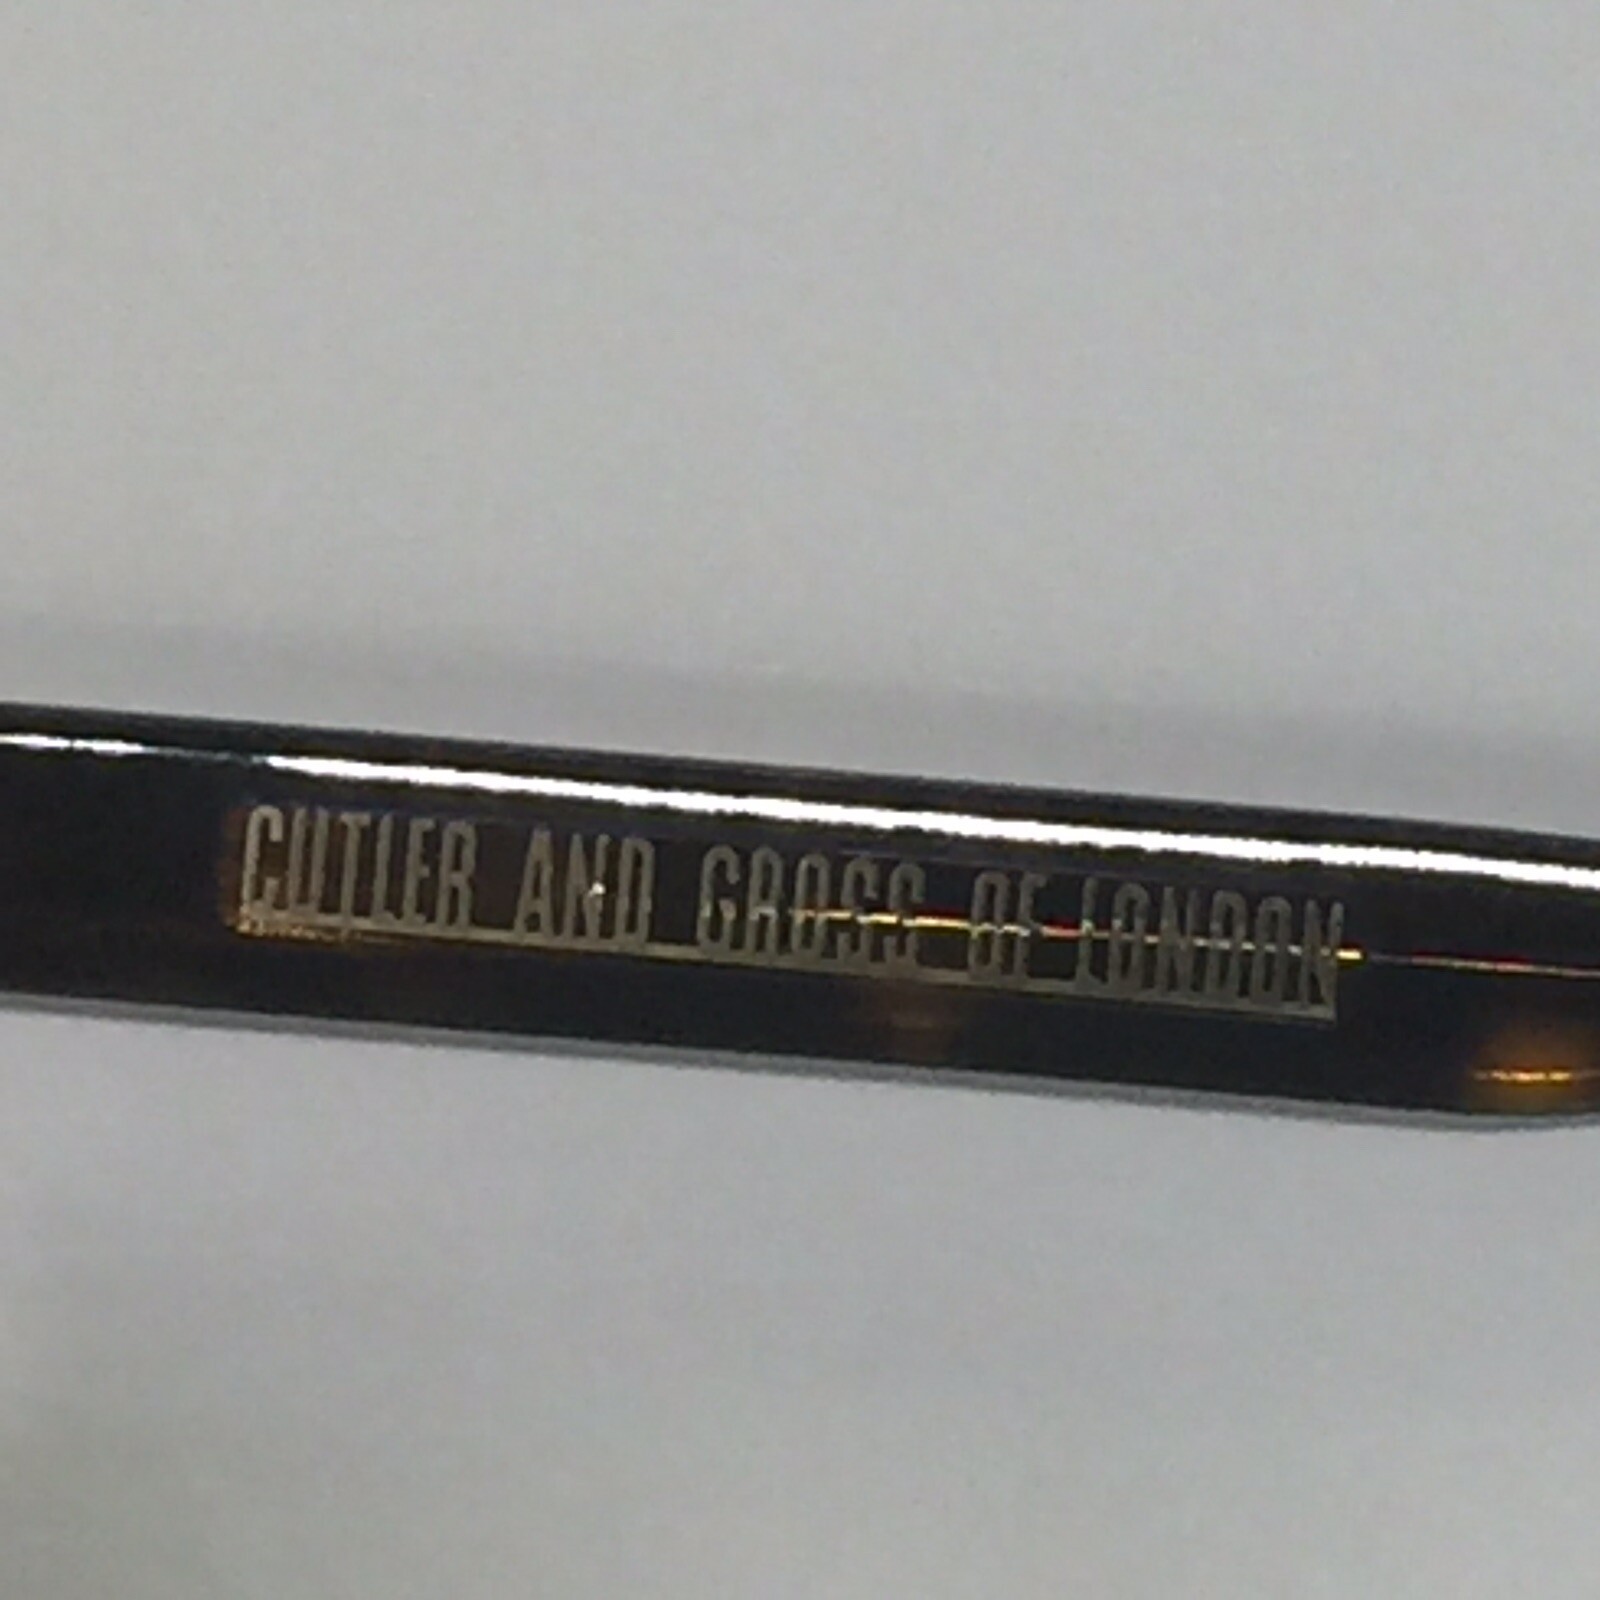 CUTLER AND GROSS OF LONDON